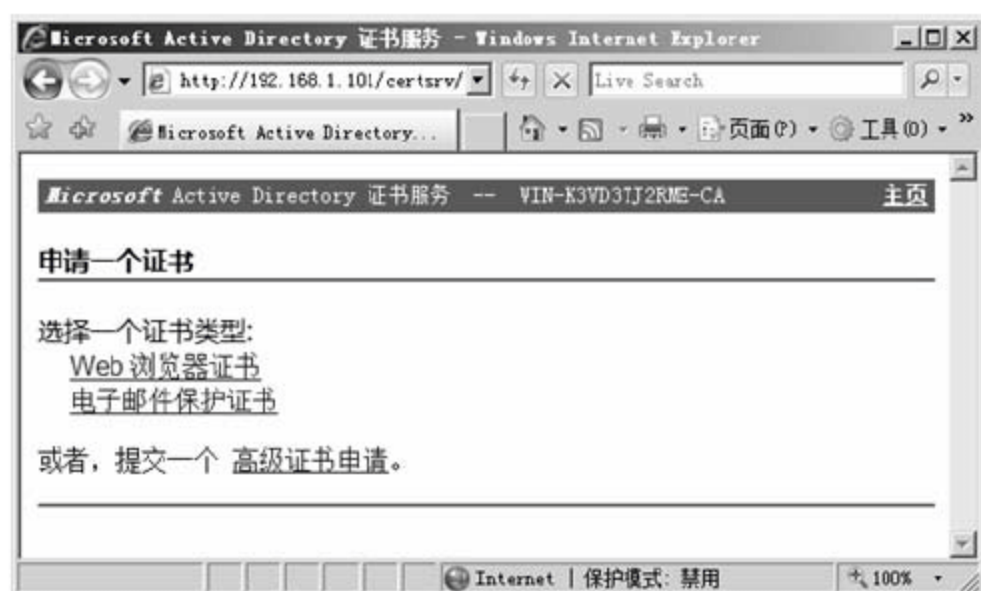 Microsoft Active Directory 证书服务 - Windows Internet Explorer
http://192.168.1.101/certsrv/
Live Search
Microsoft Active Directory...
页面(P)
工具(O)
»
Microsoft Active Directory 证书服务 -- WIN-K3VD3TJ2RME-CA
主页
申请一个证书
选择一个证书类型:
Web 浏览器证书
电子邮件保护证书
或者，提交一个 高级证书申请。
Internet | 保护模式: 禁用
100%